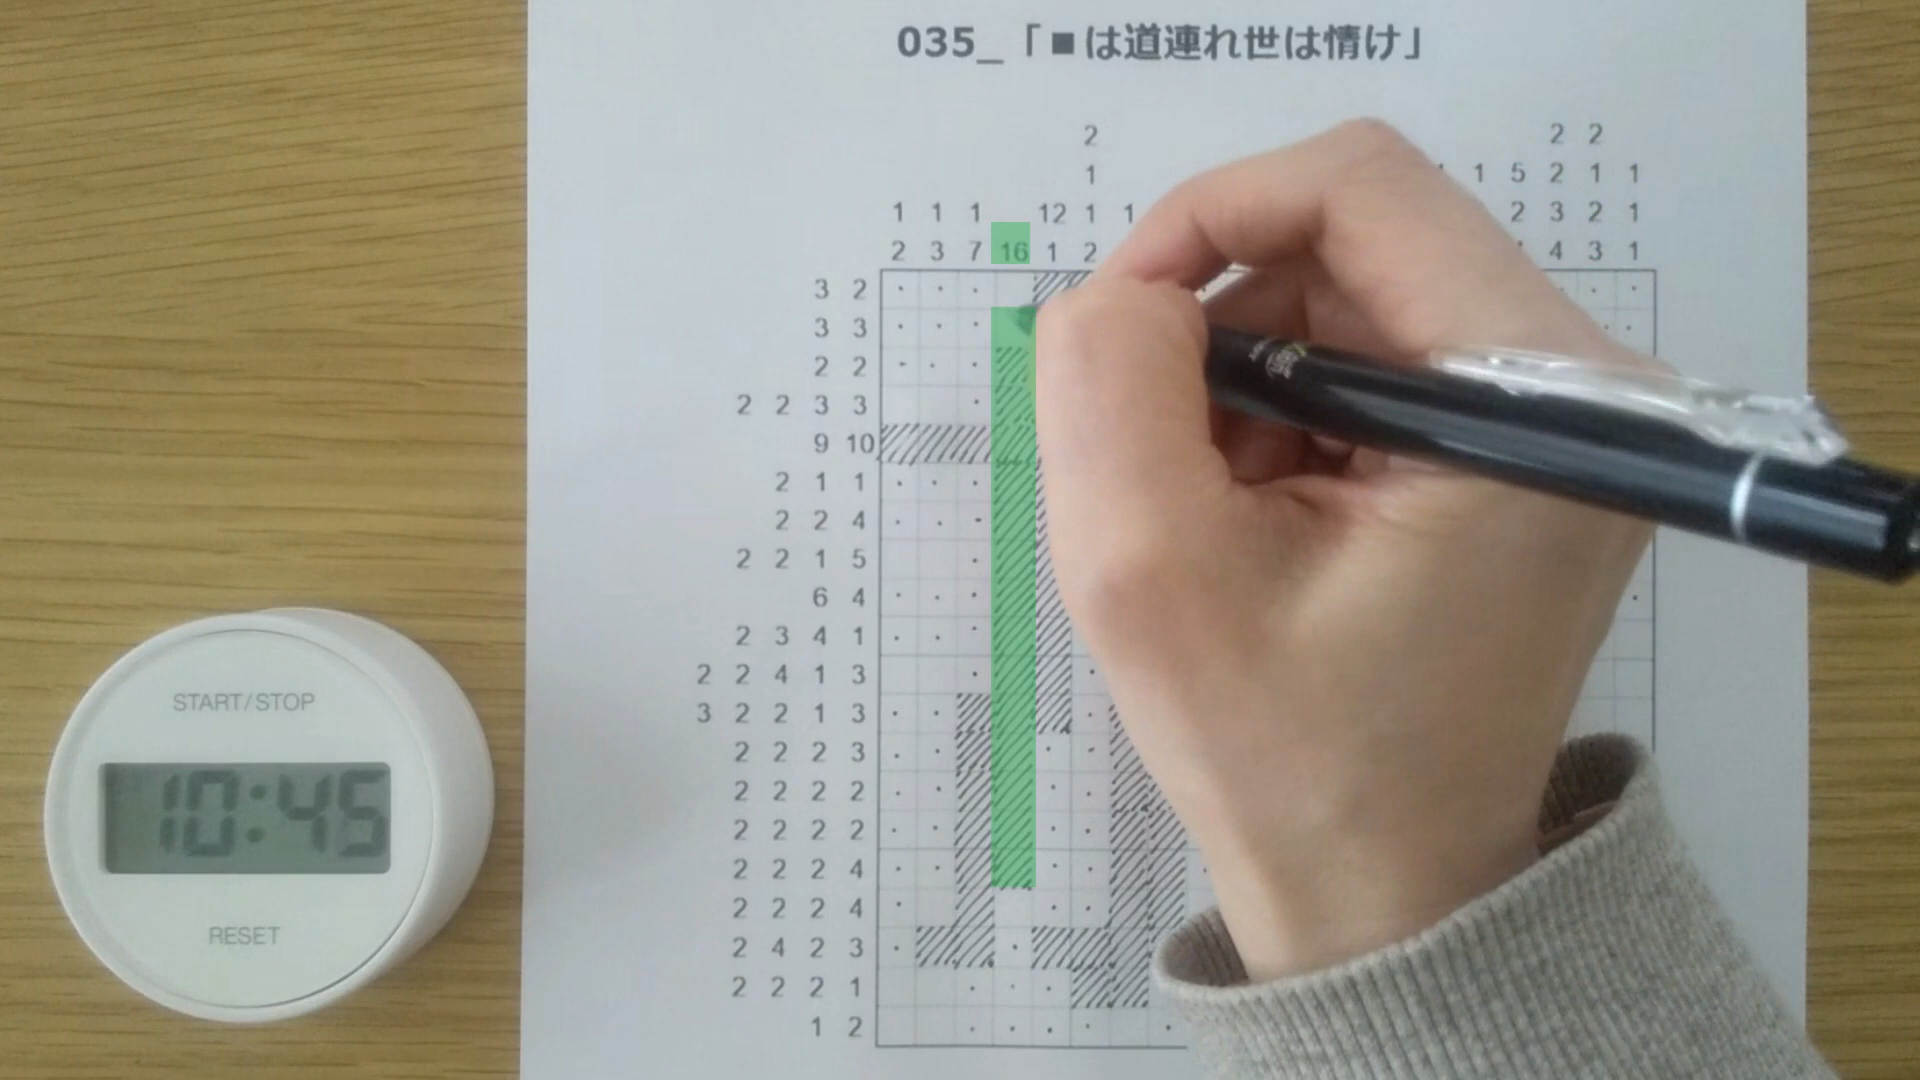 035_「■は道連れ世は情け」
2 2 2
1 1 5 2 1 1
1 1 1 12 1 1 2 3 2 1
2 3 7 16 1 2 4 3 1
3 2
3 3
2 2
2 2 3 3
9 10
2 1 1
2 2 4
2 2 1 5
6 4
2 3 4 1
2 2 4 1 3
3 2 2 1 3
2 2 2 3
2 2 2 2
2 2 2 2
2 2 2 4
2 2 2 4
2 4 2 3
2 2 2 1
1 2
START/STOP
10:45
RESET